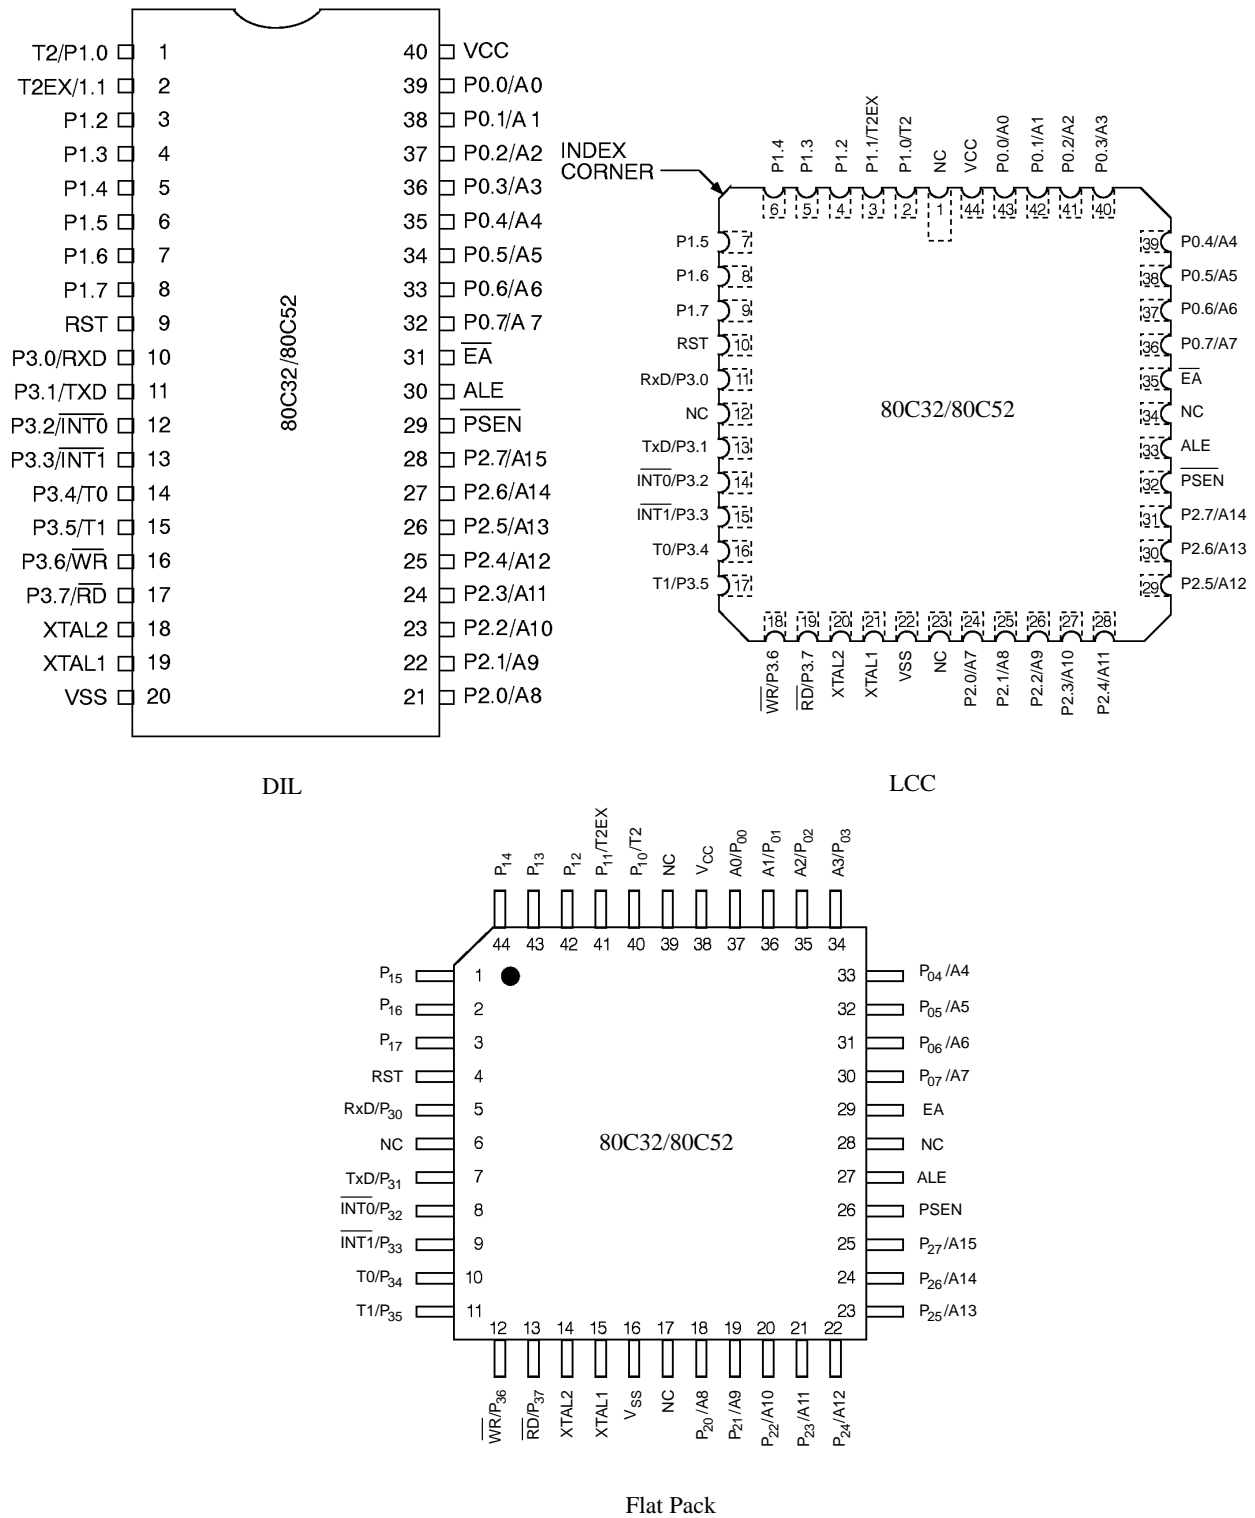 T2/P1.0 1 40 VCC
T2EX/1.1 2 39 P0.0/A0
P1.2 3 38 P0.1/A 1
P1.3 4 37 P0.2/A2
P1.4 5 36 P0.3/A3
P1.5 6 35 P0.4/A4
P1.6 7 34 P0.5/A5
P1.7 8 33 P0.6/A6
RST 9 32 P0.7/A 7
P3.0/RXD 10 31 E̅A̅
P3.1/TXD 11 30 ALE
P3.2/I̅N̅T̅0̅ 12 29 P̅S̅E̅N̅
P3.3/I̅N̅T̅1̅ 13 28 P2.7/A15
P3.4/T0 14 27 P2.6/A14
P3.5/T1 15 26 P2.5/A13
P3.6/W̅R̅ 16 25 P2.4/A12
P3.7/R̅D̅ 17 24 P2.3/A11
XTAL2 18 23 P2.2/A10
XTAL1 19 22 P2.1/A9
VSS 20 21 P2.0/A8
80C32/80C52
DIL
INDEX
CORNER
P1.4 P1.3 P1.2 P1.1/T2EX P1.0/T2 NC VCC P0.0/A0 P0.1/A1 P0.2/A2 P0.3/A3
6 5 4 3 2 1 44 43 42 41 40
P1.5 7 39 P0.4/A4
P1.6 8 38 P0.5/A5
P1.7 9 37 P0.6/A6
RST 10 36 P0.7/A7
RxD/P3.0 11 35 E̅A̅
NC 12 34 NC
TxD/P3.1 13 33 ALE
I̅N̅T̅0̅/P3.2 14 32 P̅S̅E̅N̅
I̅N̅T̅1̅/P3.3 15 31 P2.7/A14
T0/P3.4 16 30 P2.6/A13
T1/P3.5 17 29 P2.5/A12
80C32/80C52
18 19 20 21 22 23 24 25 26 27 28
W̅R̅/P3.6 R̅D̅/P3.7 XTAL2 XTAL1 VSS NC P2.0/A7 P2.1/A8 P2.2/A9 P2.3/A10 P2.4/A11
LCC
P14 P13 P12 P11/T2EX P10/T2 NC VCC A0/P00 A1/P01 A2/P02 A3/P03
44 43 42 41 40 39 38 37 36 35 34
P15 1 33 P04/A4
P16 2 32 P05/A5
P17 3 31 P06/A6
RST 4 30 P07/A7
RxD/P30 5 29 EA
NC 6 28 NC
TxD/P31 7 27 ALE
I̅N̅T̅0̅/P32 8 26 PSEN
I̅N̅T̅1̅/P33 9 25 P27/A15
T0/P34 10 24 P26/A14
T1/P35 11 23 P25/A13
80C32/80C52
12 13 14 15 16 17 18 19 20 21 22
W̅R̅/P36 R̅D̅/P37 XTAL2 XTAL1 VSS NC P20/A8 P21/A9 P22/A10 P23/A11 P24/A12
Flat Pack